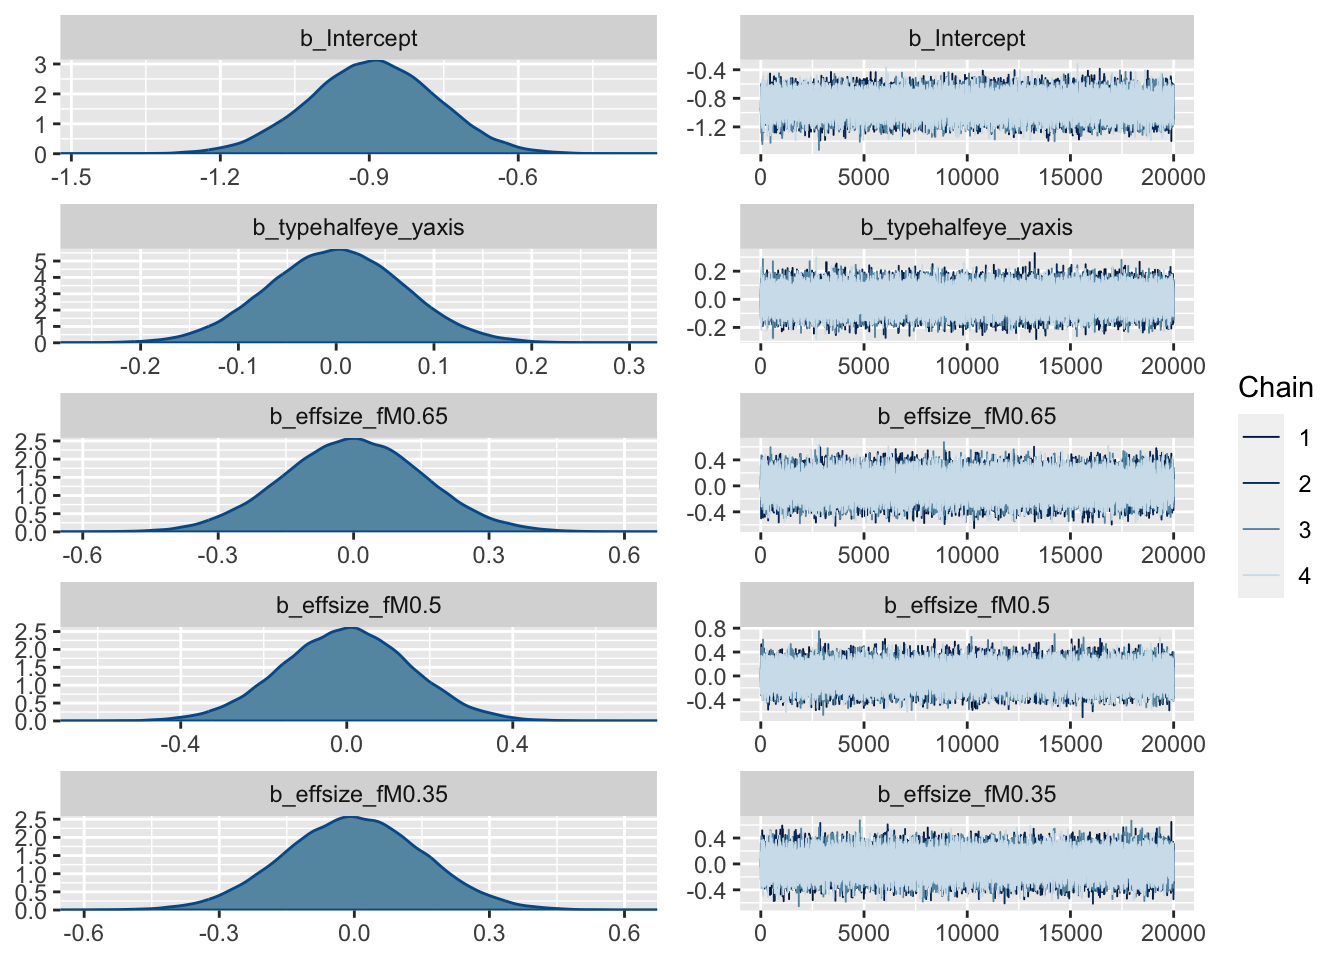 b_Intercept
3
2
1
0
-1.5 -1.2 -0.9 -0.6
b_Intercept
-0.4
-0.8
-1.2
0 5000 10000 15000 20000
b_typehalfeye_yaxis
5
4
3
2
1
0
-0.2 -0.1 0.0 0.1 0.2 0.3
b_typehalfeye_yaxis
0.2
0.0
-0.2
0 5000 10000 15000 20000
b_effsize_fM0.65
2.5
2.0
1.5
1.0
0.5
0.0
-0.6 -0.3 0.0 0.3 0.6
b_effsize_fM0.65
0.4
0.0
-0.4
0 5000 10000 15000 20000
b_effsize_fM0.5
2.5
2.0
1.5
1.0
0.5
0.0
-0.4 0.0 0.4
b_effsize_fM0.5
0.8
0.4
0.0
-0.4
0 5000 10000 15000 20000
b_effsize_fM0.35
2.5
2.0
1.5
1.0
0.5
0.0
-0.6 -0.3 0.0 0.3 0.6
b_effsize_fM0.35
0.4
0.0
-0.4
0 5000 10000 15000 20000
Chain
1
2
3
4